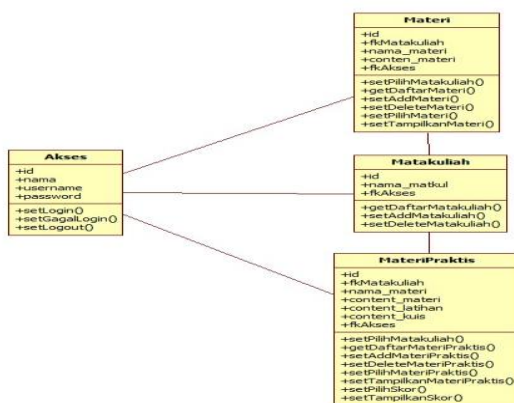 Materi
+id
+fkMatakuliah
+nama_materi
+conten_materi
+fkAkses
+setPilihMatakuliah()
+getDaftarMateri()
+setAddMateri()
+setDeleteMateri()
+setPilihMateri()
+setTampilkanMateri()
Akses
+id
+nama
+username
+password
+setLogin()
+setGagalLogin()
+setLogout()
Matakuliah
+id
+nama_matkul
+fkAkses
+getDaftarMatakuliah()
+setAddMatakuliah()
+setDeleteMatakuliah()
MateriPraktis
+id
+fkMatakuliah
+nama_materi
+content_materi
+content_latihan
+content_kuis
+fkAkses
+setPilihMatakuliah()
+getDaftarMateriPraktis()
+setAddMateriPraktis()
+setDeleteMateriPraktis()
+setPilihMateriPraktis()
+setTampilkanMateriPraktis()
+setPilihSkor()
+setTampilkanSkor()